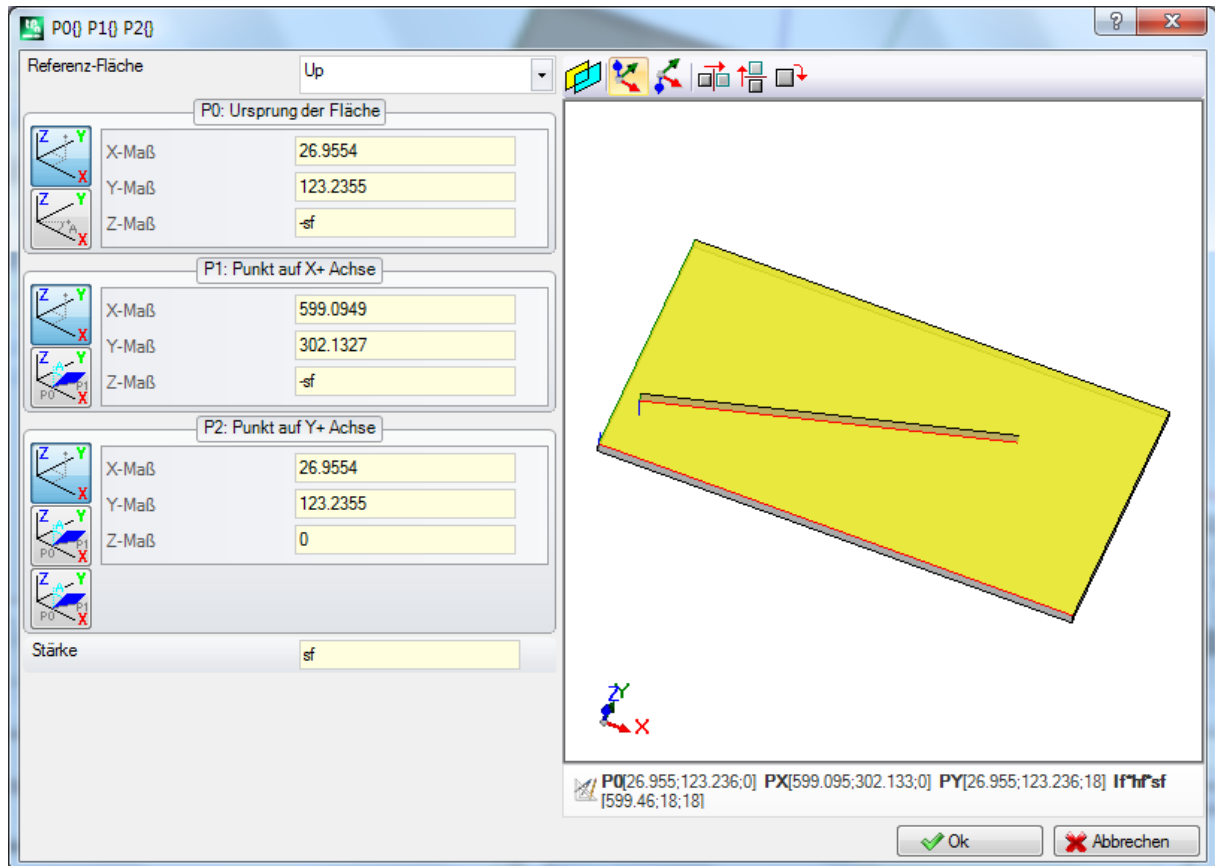 P0{} P1{} P2{}
Referenz-Fläche
Up
P0: Ursprung der Fläche
X-Maß
26.9554
Y-Maß
123.2355
Z-Maß
-sf
P1: Punkt auf X+ Achse
X-Maß
599.0949
Y-Maß
302.1327
Z-Maß
-sf
P2: Punkt auf Y+ Achse
X-Maß
26.9554
Y-Maß
123.2355
Z-Maß
0
Stärke
sf
Z Y
X
P0[26.955;123.236;0] PX[599.095;302.133;0] PY[26.955;123.236;18] lf*hf*sf
[599.46;18;18]
Ok
Abbrechen